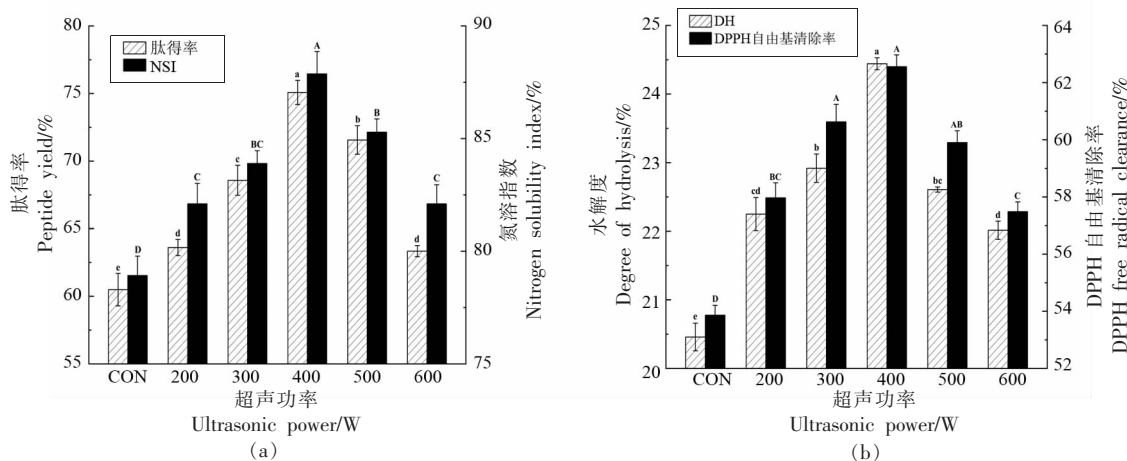 80
75
70
65
60
55
肽得率
Peptide yield/%
肽得率
NSI
e
D
d
C
c
BC
a
A
b
B
d
C
90
85
80
75
氮溶指数
Nitrogen solubility index/%
CON 200 300 400 500 600
超声功率
Ultrasonic power/W
(a)
25
24
23
22
21
20
水解度
Degree of hydrolysis/%
DH
DPPH自由基清除率
e
D
cd
BC
b
A
a
A
bc
AB
d
C
64
62
60
58
56
54
52
DPPH自由基清除率
DPPH free radical clearance/%
CON 200 300 400 500 600
超声功率
Ultrasonic power/W
(b)